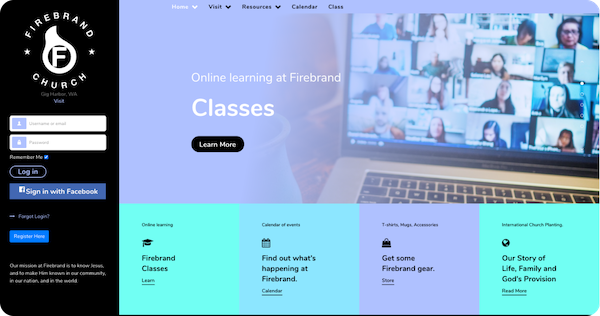 FIREBRAND
F
CHURCH
Gig Harbor, WA
Visit
Username or email
Password
Remember Me
Log in
Sign in with Facebook
Forgot Login?
Register Here
Our mission at Firebrand is to know Jesus,
and to make Him known in our community,
in our nation, and in the world.
Home Visit Resources Calendar Class
Online learning at Firebrand
Classes
Learn More
Online learning
Firebrand
Classes
Learn
Calendar of events
Find out what's
happening at
Firebrand.
Calendar
T-shirts, Mugs, Accessories
Get some
Firebrand gear.
Store
International Church Planting
Our Story of
Life, Family and
God's Provision
Read More